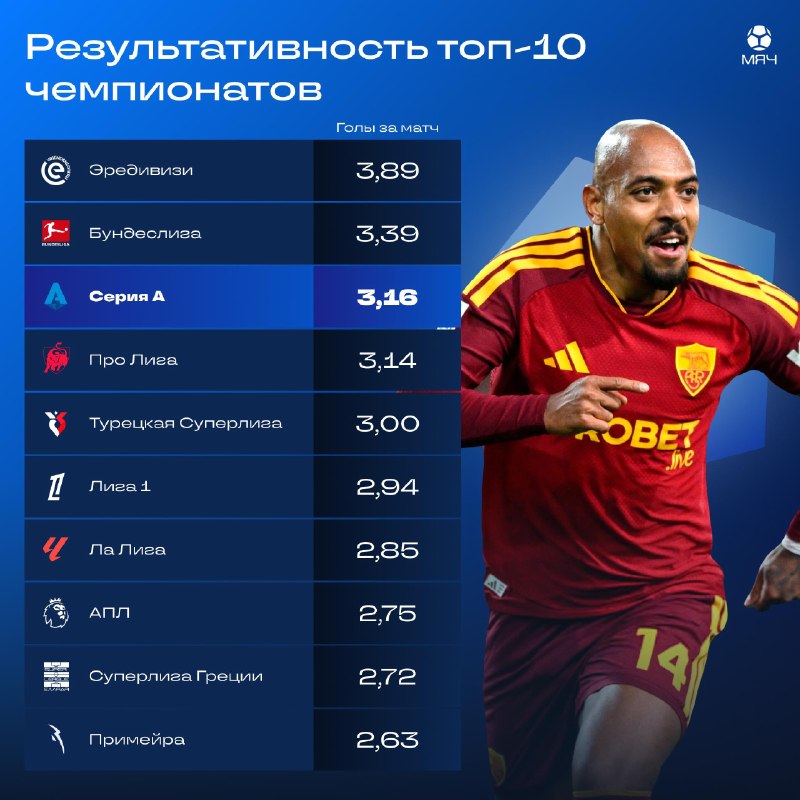 Результативность топ-10
чемпионатов
МЯЧ
Голы за матч
Эредивизи 3,89
BUNDESLIGA
Бундеслига 3,39
Серия А 3,16
Про Лига 3,14
Турецкая Суперлига 3,00
Лига 1 2,94
Ла Лига 2,85
АПЛ 2,75
Суперлига Греции 2,72
Примейра 2,63
ROBET
.live
14